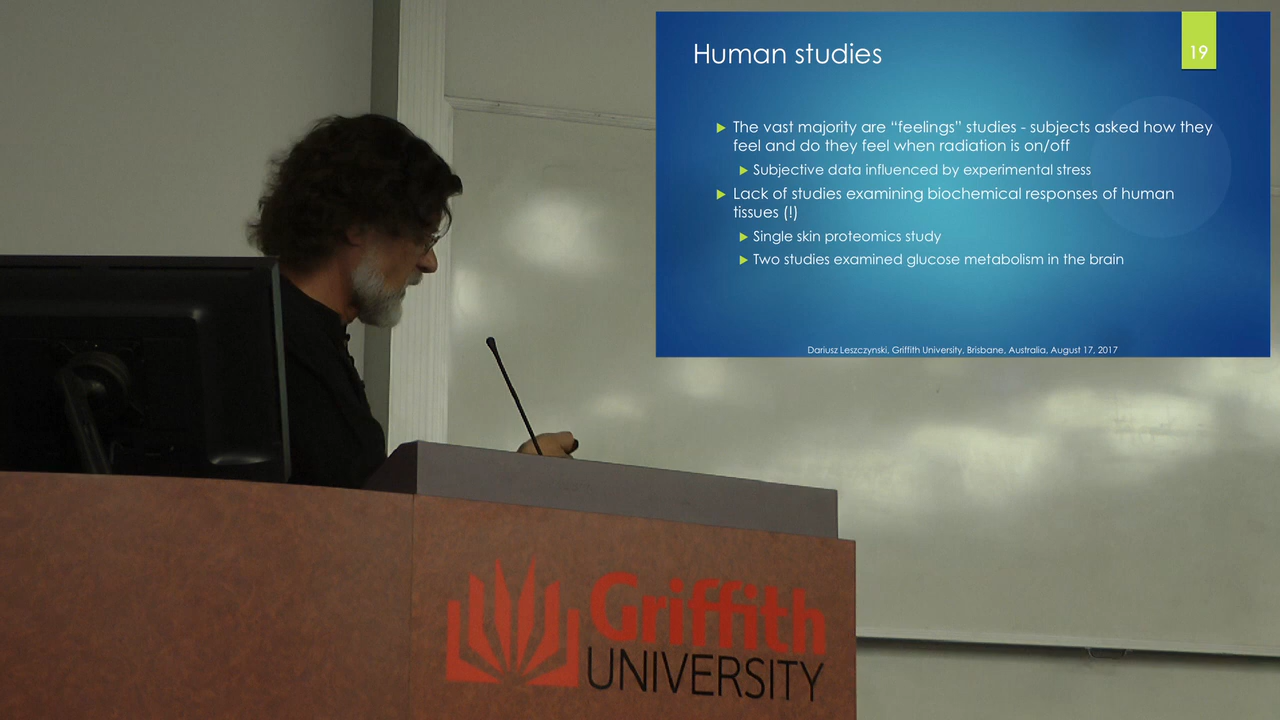 Human studies
19
The vast majority are “feelings” studies - subjects asked how they
feel and do they feel when radiation is on/off
Subjective data influenced by experimental stress
Lack of studies examining biochemical responses of human
tissues (!)
Single skin proteomics study
Two studies examined glucose metabolism in the brain
Dariusz Leszczynski, Griffith University, Brisbane, Australia, August 17, 2017
Griffith
UNIVERSITY